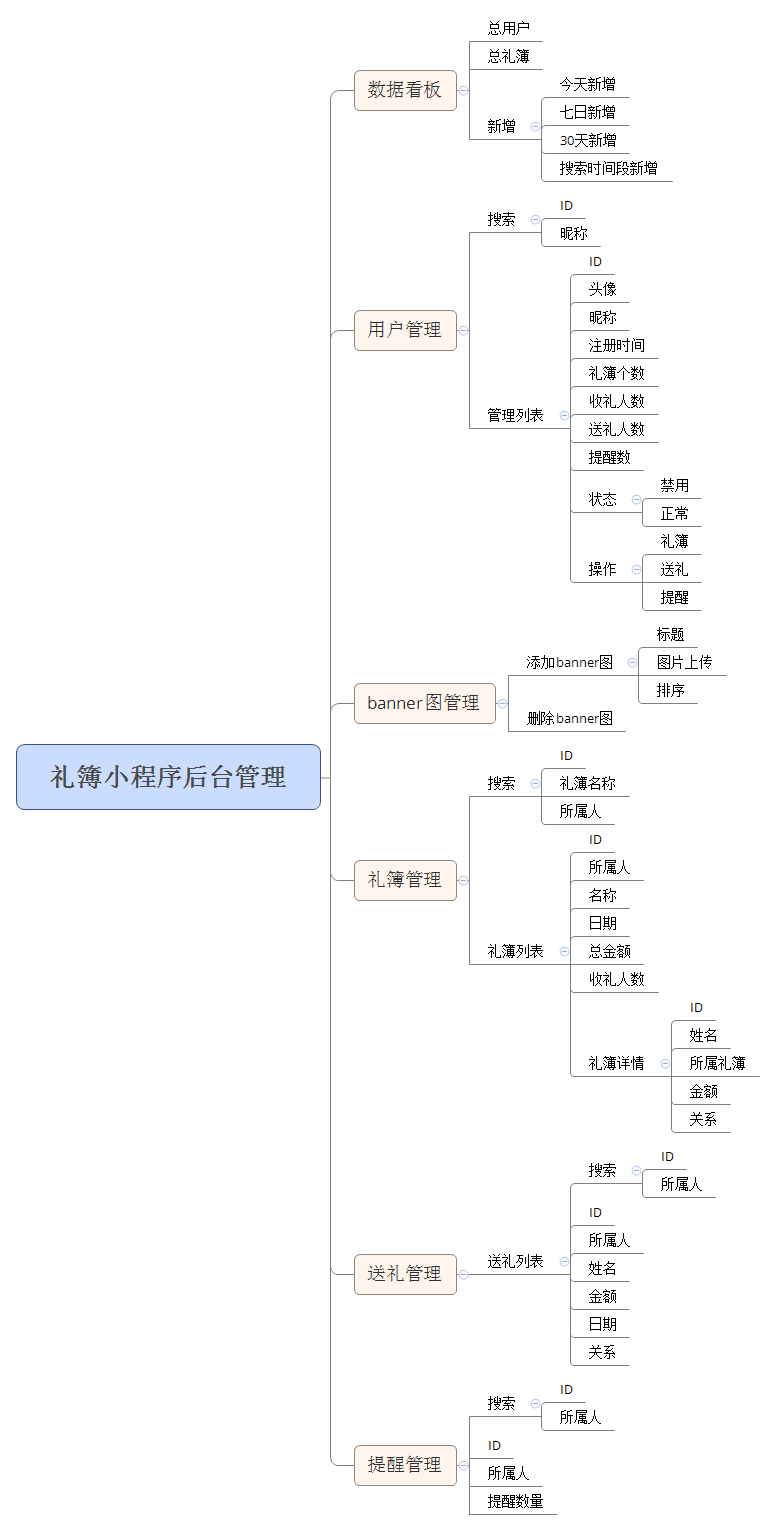 礼簿小程序后台管理
数据看板
总用户
总礼簿
新增
今天新增
七日新增
30天新增
搜索时间段新增
用户管理
搜索
ID
昵称
管理列表
ID
头像
昵称
注册时间
礼簿个数
收礼人数
送礼人数
提醒数
状态
禁用
正常
操作
礼簿
送礼
提醒
banner图管理
添加banner图
标题
图片上传
排序
删除banner图
礼簿管理
搜索
ID
礼薄名称
所属人
礼簿列表
ID
所属人
名称
日期
总金额
收礼人数
礼簿详情
ID
姓名
所属礼簿
金额
关系
送礼管理
送礼列表
搜索
ID
所属人
ID
所属人
姓名
金额
日期
关系
提醒管理
搜索
ID
所属人
ID
所属人
提醒数量